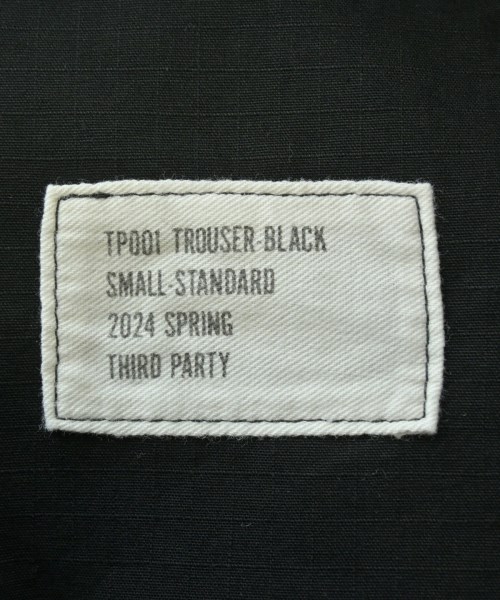 TP001 TROUSER-BLACK
SMALL-STANDARD
2024 SPRING
THIRD PARTY